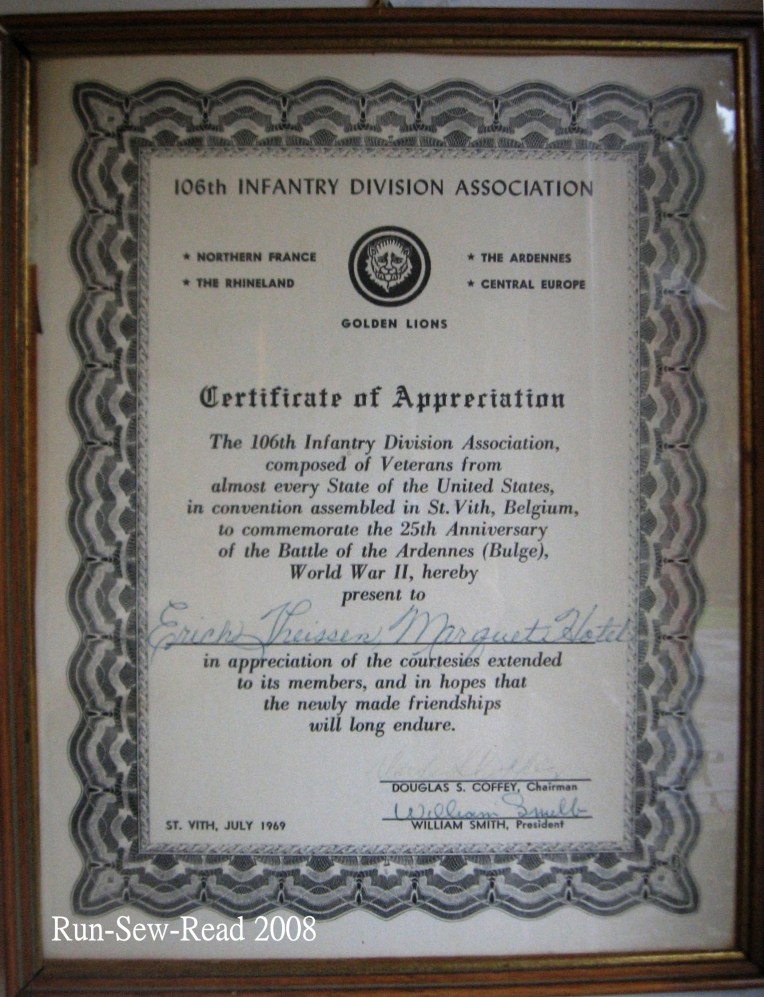 106th INFANTRY DIVISION ASSOCIATION
★ NORTHERN FRANCE
★ THE RHINELAND
★ THE ARDENNES
★ CENTRAL EUROPE
GOLDEN LIONS
Certificate of Appreciation
The 106th Infantry Division Association,
composed of Veterans from
almost every State of the United States,
in convention assembled in St. Vith, Belgium,
to commemorate the 25th Anniversary
of the Battle of the Ardennes (Bulge),
World War II, hereby
present to
Erich Theissen, Marquet Hotel
in appreciation of the courtesies extended
to its members, and in hopes that
the newly made friendships
will long endure.
DOUGLAS S. COFFEY, Chairman
William Smith
WILLIAM SMITH, President
ST. VITH, JULY 1969
Run-Sew-Read 2008